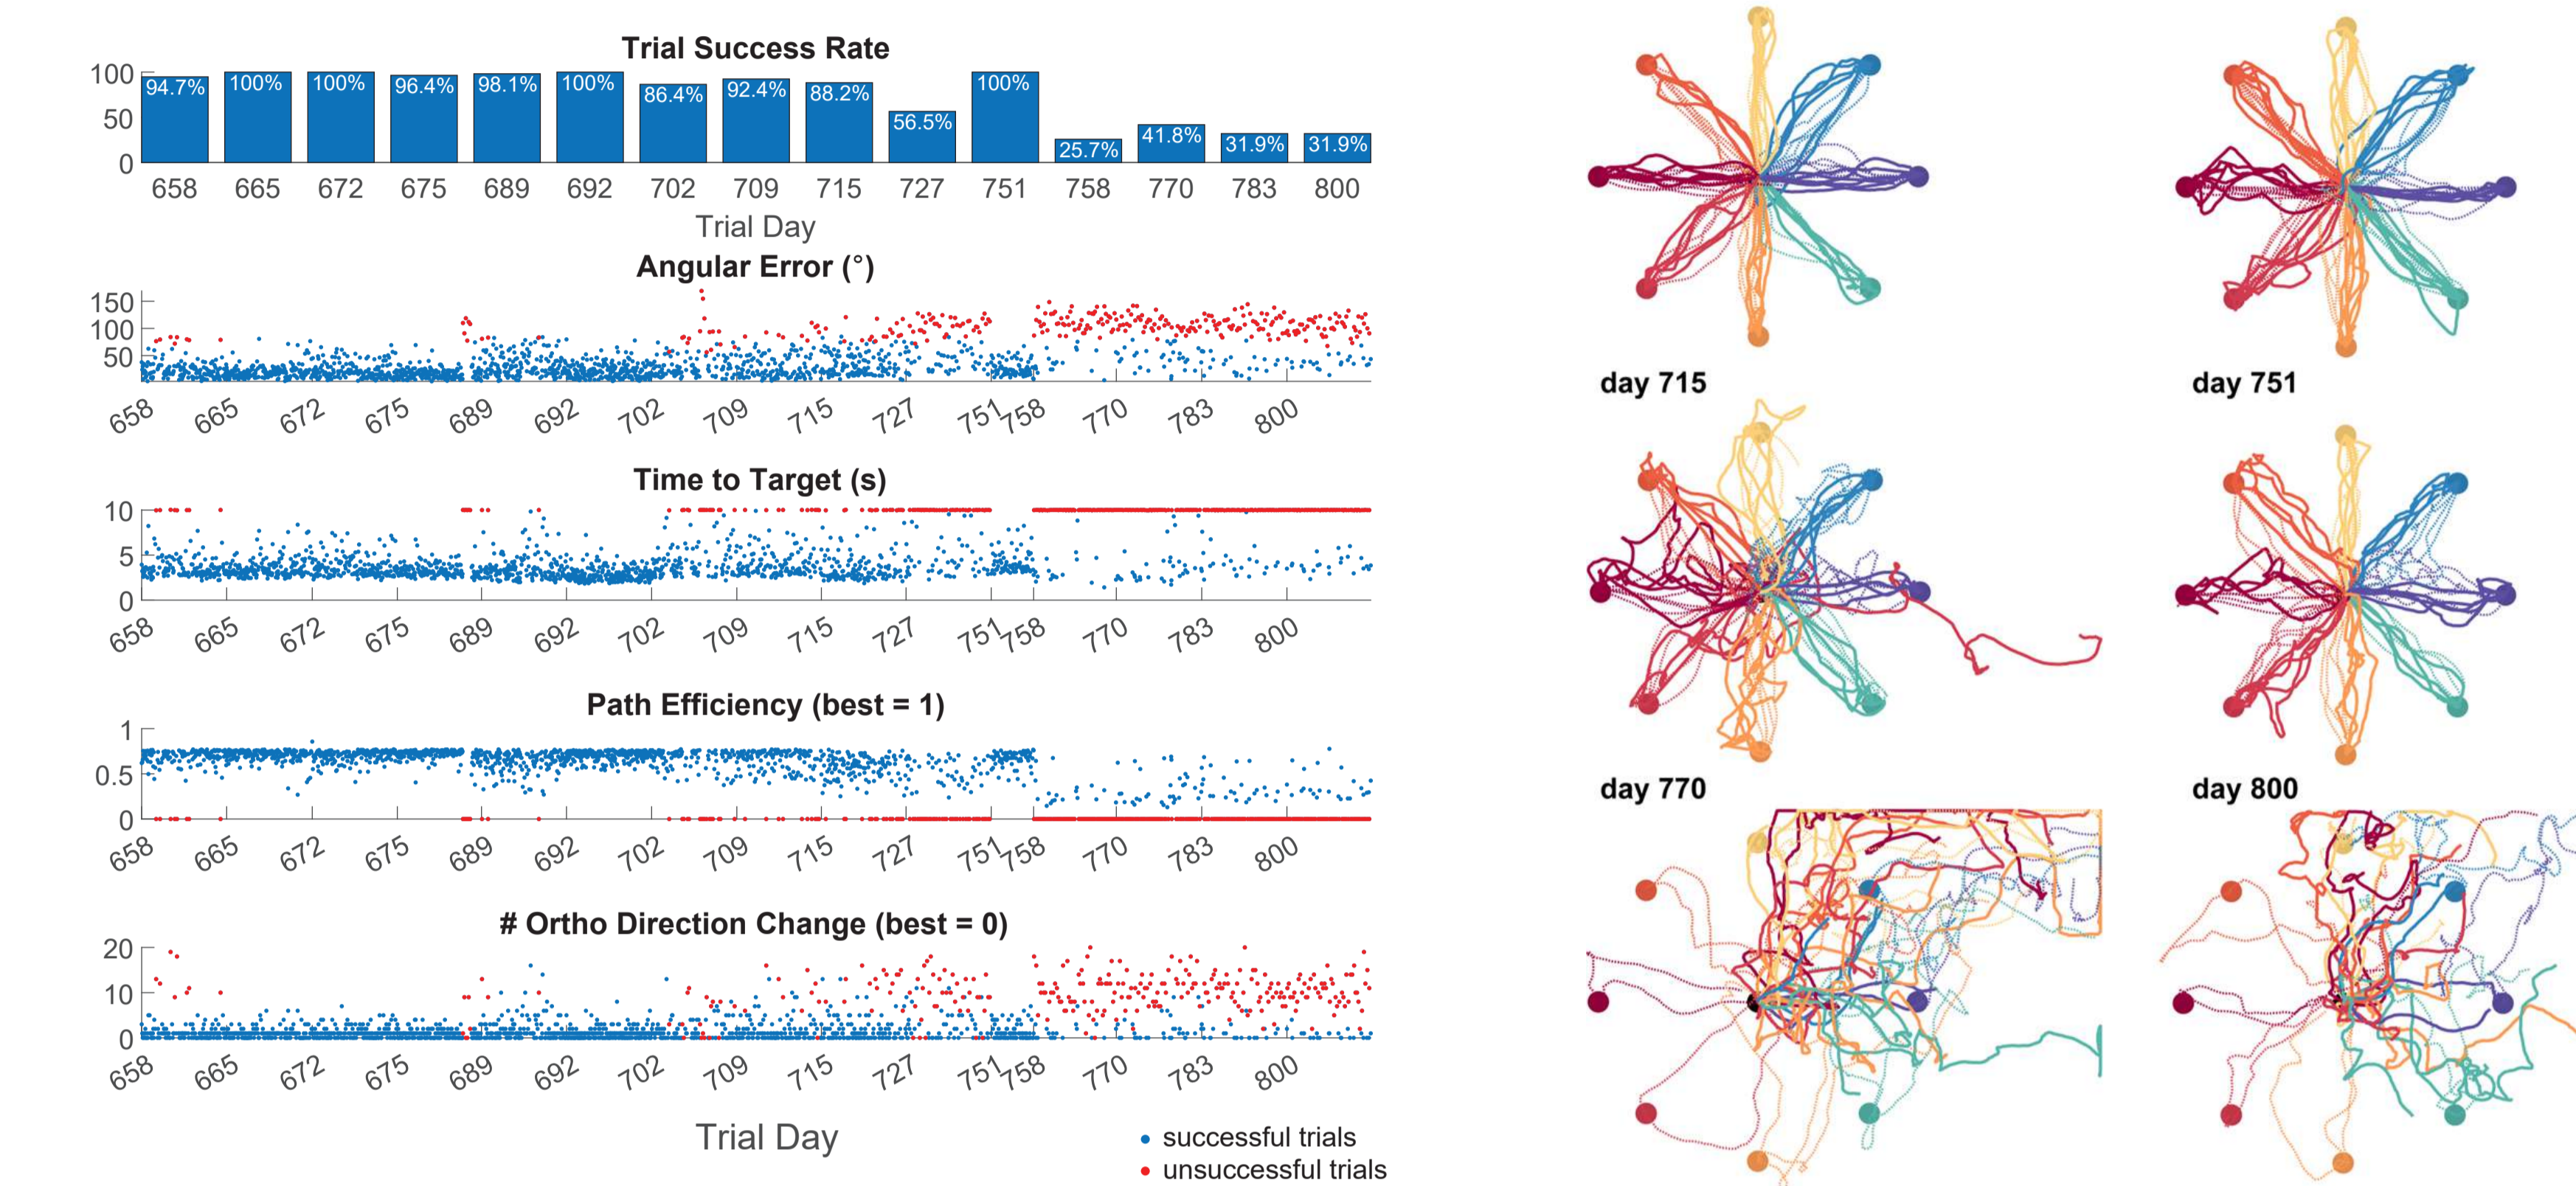 Trial Success Rate
100
50
0
94.7% 100% 100% 96.4% 98.1% 100% 86.4% 92.4% 88.2% 56.5% 100% 25.7% 41.8% 31.9% 31.9%
658 665 672 675 689 692 702 709 715 727 751 758 770 783 800
Trial Day
Angular Error (°)
150
100
50
658 665 672 675 689 692 702 709 715 727 751 758 770 783 800
Time to Target (s)
10
5
0
658 665 672 675 689 692 702 709 715 727 751 758 770 783 800
Path Efficiency (best = 1)
1
0.5
0
658 665 672 675 689 692 702 709 715 727 751 758 770 783 800
# Ortho Direction Change (best = 0)
20
10
0
658 665 672 675 689 692 702 709 715 727 751 758 770 783 800
Trial Day
successful trials
unsuccessful trials
day 715
day 751
day 770
day 800